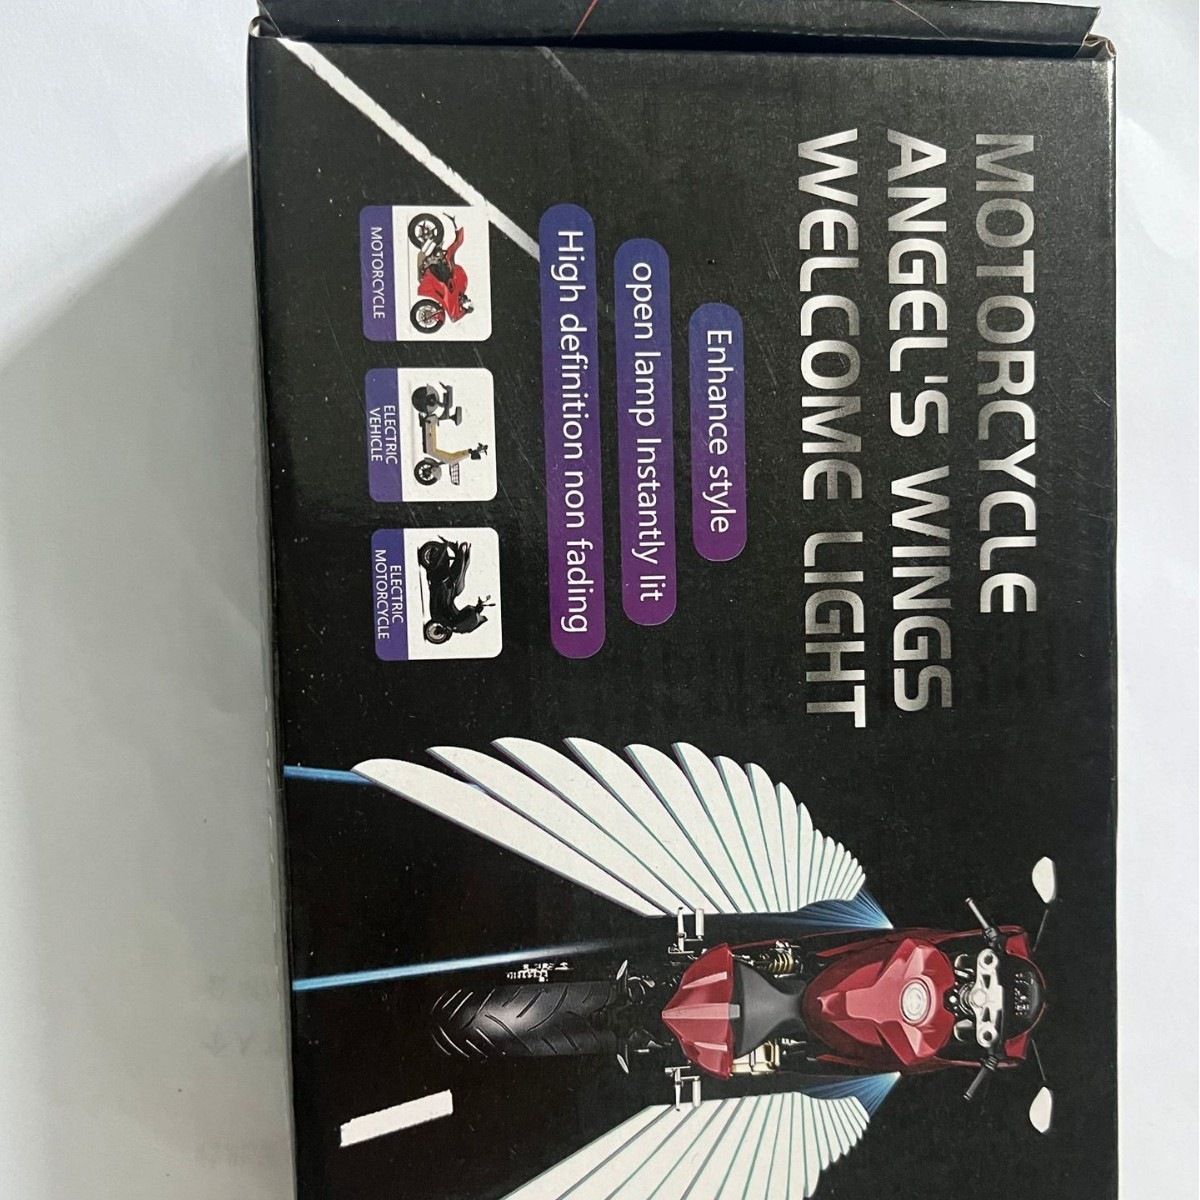 MOTORCYCLE
ANGEL'S WINGS
WELCOME LIGHT
Enhance style
open lamp Instantly lit
High definition non fading
MOTORCYCLE
ELECTRIC
VEHICLE
ELECTRIC
MOTORCYCLE